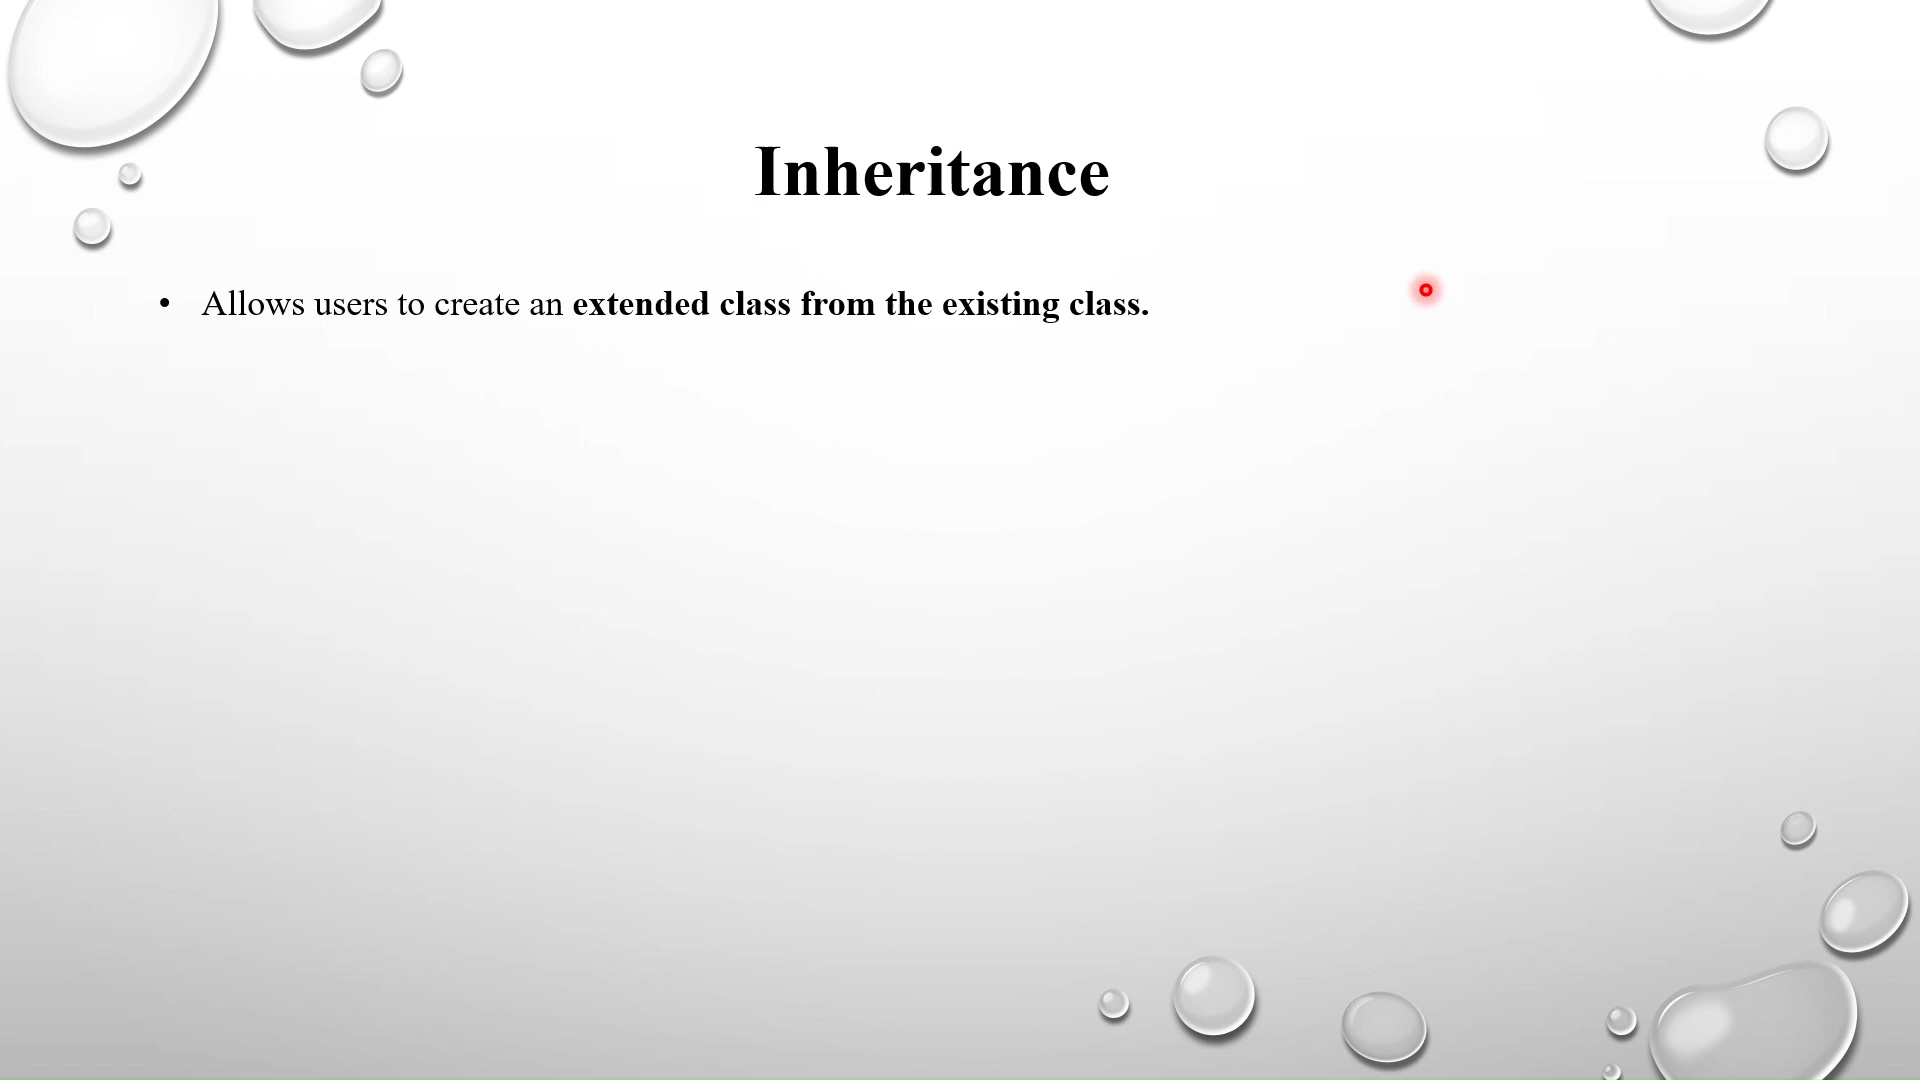 Inheritance
• Allows users to create an extended class from the existing class.